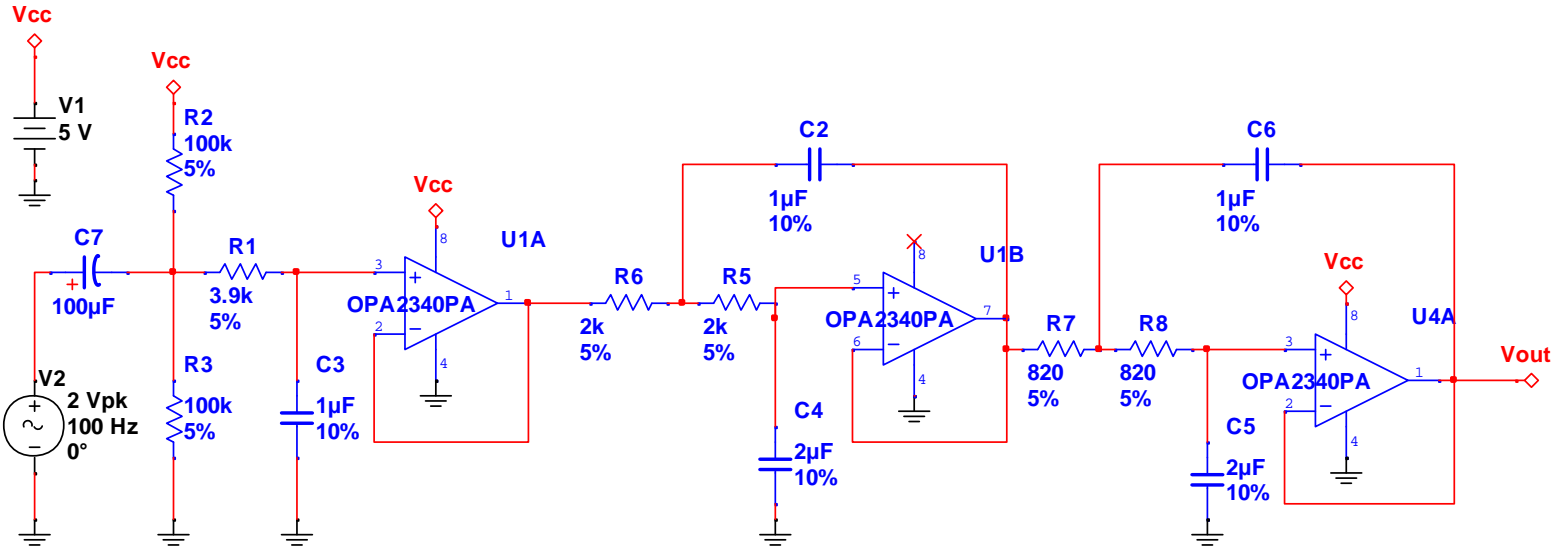 Vcc
V1
5 V
Vcc
R2
100k
5%
C7
100µF
+
R1
3.9k
5%
R3
100k
5%
V2
2 Vpk
100 Hz
0°
C3
1µF
10%
Vcc
8
U1A
3
OPA2340PA
1
2
4
R6
2k
5%
R5
2k
5%
C2
1µF
10%
8
U1B
5
OPA2340PA
7
6
4
C4
2µF
10%
R7
820
5%
R8
820
5%
C6
1µF
10%
Vcc
8
U4A
3
OPA2340PA
1
2
4
C5
2µF
10%
Vout